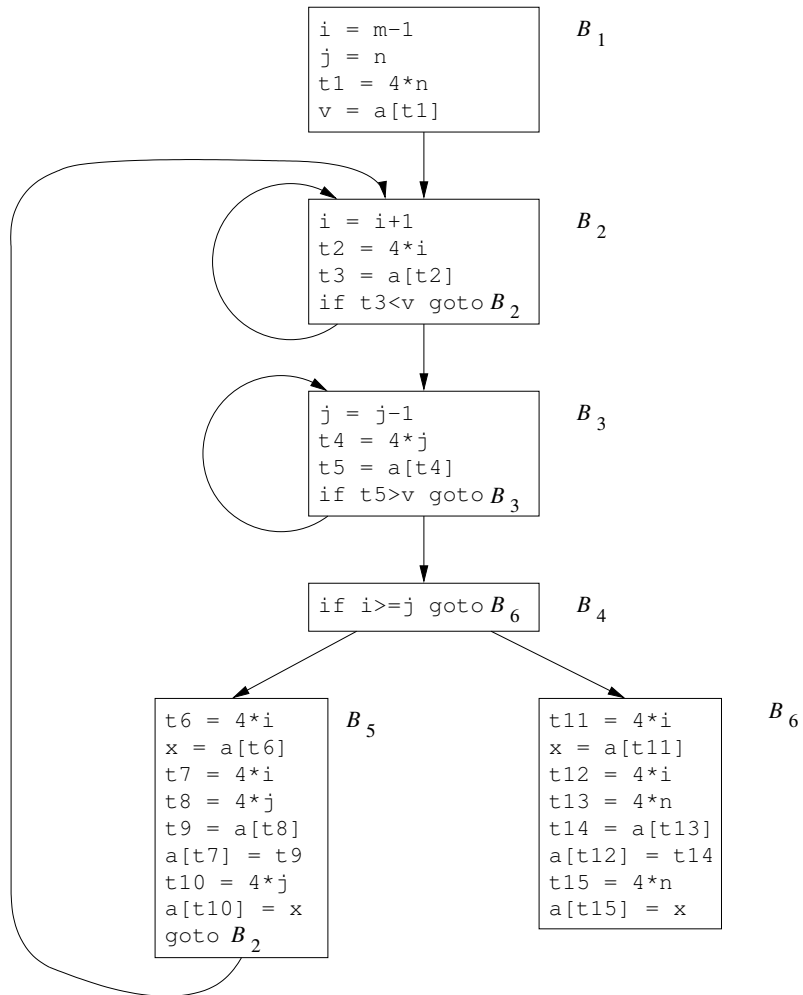 i = m-1
j = n
t1 = 4*n
v = a[t1]
B1
i = i+1
t2 = 4*i
t3 = a[t2]
if t3<v goto B2
B2
j = j-1
t4 = 4*j
t5 = a[t4]
if t5>v goto B3
B3
if i>=j goto B6
B4
t6 = 4*i
x = a[t6]
t7 = 4*i
t8 = 4*j
t9 = a[t8]
a[t7] = t9
t10 = 4*j
a[t10] = x
goto B2
B5
t11 = 4*i
x = a[t11]
t12 = 4*i
t13 = 4*n
t14 = a[t13]
a[t12] = t14
t15 = 4*n
a[t15] = x
B6